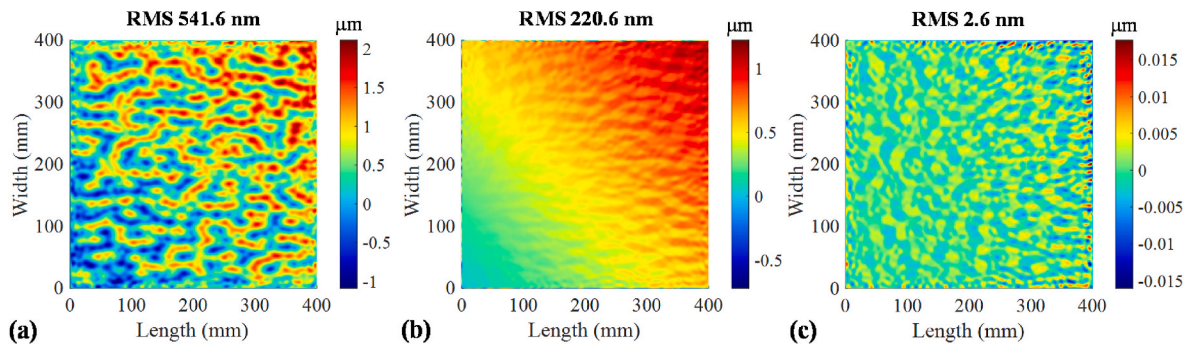 RMS 541.6 nm
μm
400
300
200
100
0
Width (mm)
0 100 200 300 400
Length (mm)
2
1.5
1
0.5
0
-0.5
-1
(a)
RMS 220.6 nm
μm
400
300
200
100
0
Width (mm)
0 100 200 300 400
Length (mm)
1
0.5
0
-0.5
(b)
RMS 2.6 nm
μm
400
300
200
100
0
Width (mm)
0 100 200 300 400
Length (mm)
0.015
0.01
0.005
0
-0.005
-0.01
-0.015
(c)